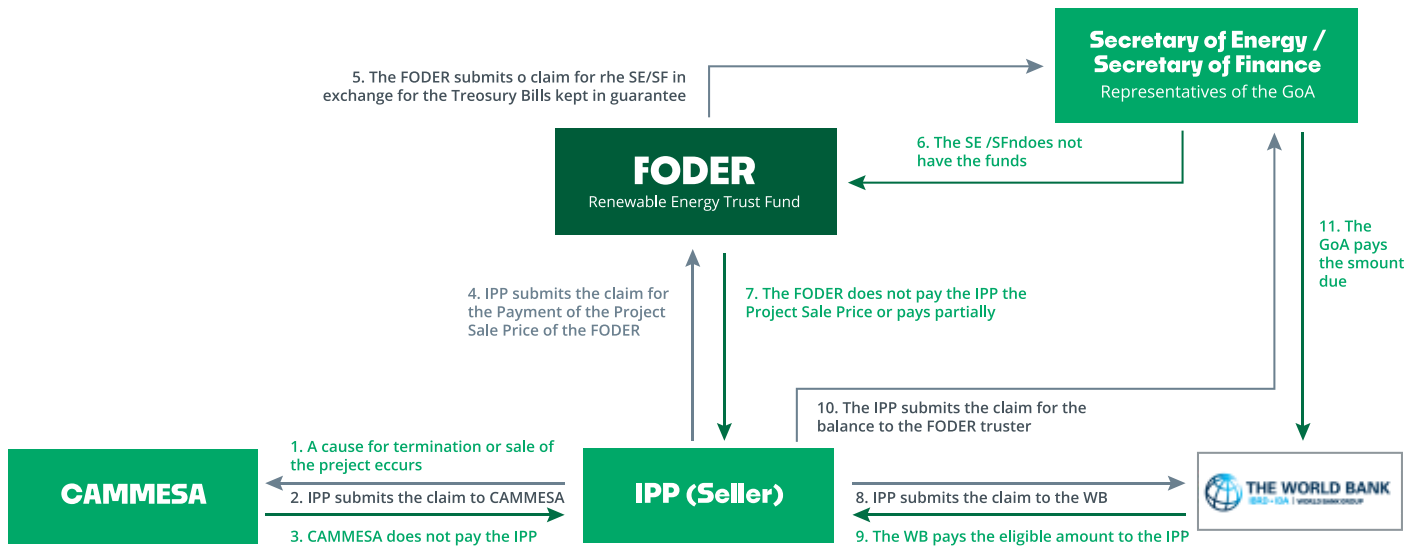 Secretary of Energy /
Secretary of Finance
Representatives of the GoA
5. The FODER submits o claim for rhe SE/SF in
exchange for the Treosury Bills kept in guarantee
6. The SE /SFndoes not
have the funds
FODER
Renewable Energy Trust Fund
11. The
GoA pays
the smount
due
4. IPP submits the claim for
the Payment of the Project
Sale Price of the FODER
7. The FODER does not pay the IPP the
Project Sale Price or pays partially
10. The IPP submits the claim for the
balance to the FODER truster
1. A cause for termination or sale of
the preject eccurs
CAMMESA
2. IPP submits the claim to CAMMESA
3. CAMMESA does not pay the IPP
IPP (Seller)
8. IPP submits the claim to the WB
9. The WB pays the eligible amount to the IPP
THE WORLD BANK
IBRD • IDA | WORLD BANK GROUP